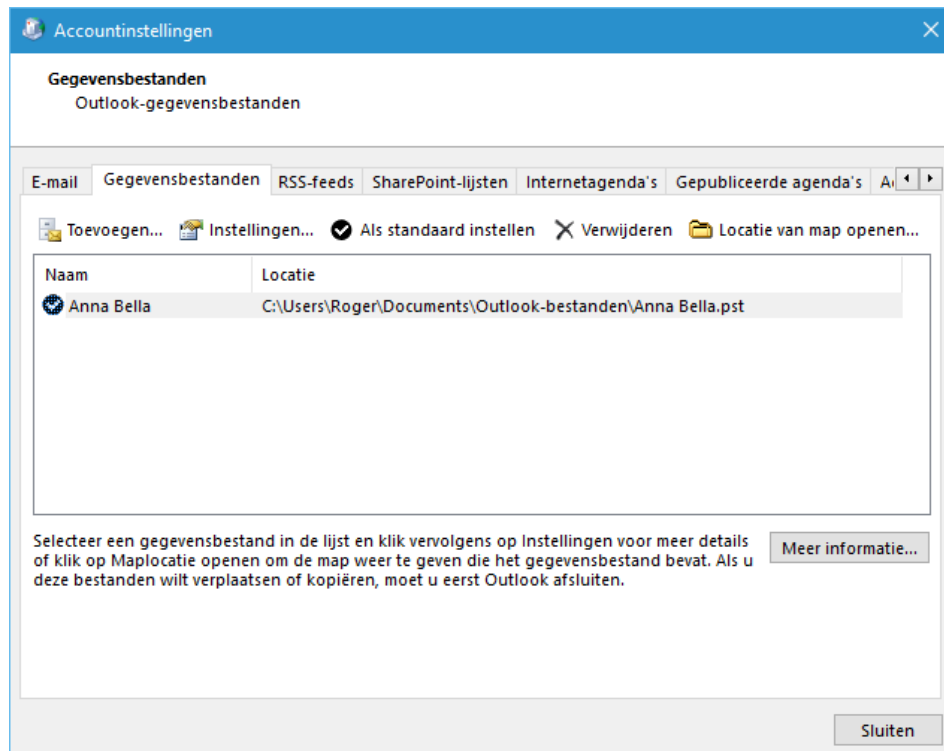 Accountinstellingen
Gegevensbestanden
Outlook-gegevensbestanden
E-mail Gegevensbestanden RSS-feeds SharePoint-lijsten Internetagenda's Gepubliceerde agenda's
Toevoegen... Instellingen... Als standaard instellen Verwijderen Locatie van map openen...
Naam Locatie
Anna Bella C:\Users\Roger\Documents\Outlook-bestanden\Anna Bella.pst
Selecteer een gegevensbestand in de lijst en klik vervolgens op Instellingen voor meer details
of klik op Maplocatie openen om de map weer te geven die het gegevensbestand bevat. Als u
deze bestanden wilt verplaatsen of kopiëren, moet u eerst Outlook afsluiten.
Meer informatie...
Sluiten